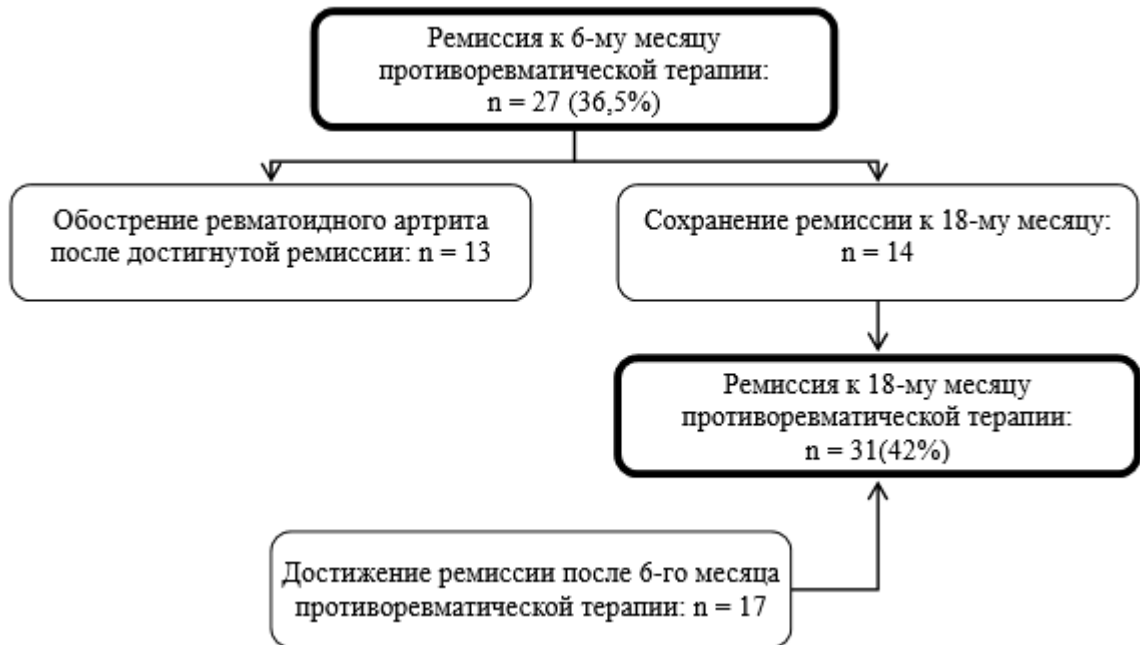 Ремиссия к 6-му месяцу
противоревматической терапии:
n = 27 (36,5%)
Обострение ревматоидного артрита
после достигнутой ремиссии: n = 13
Сохранение ремиссии к 18-му месяцу:
n = 14
Ремиссия к 18-му месяцу
противоревматической терапии:
n = 31(42%)
Достижение ремиссии после 6-го месяца
противоревматической терапии: n = 17